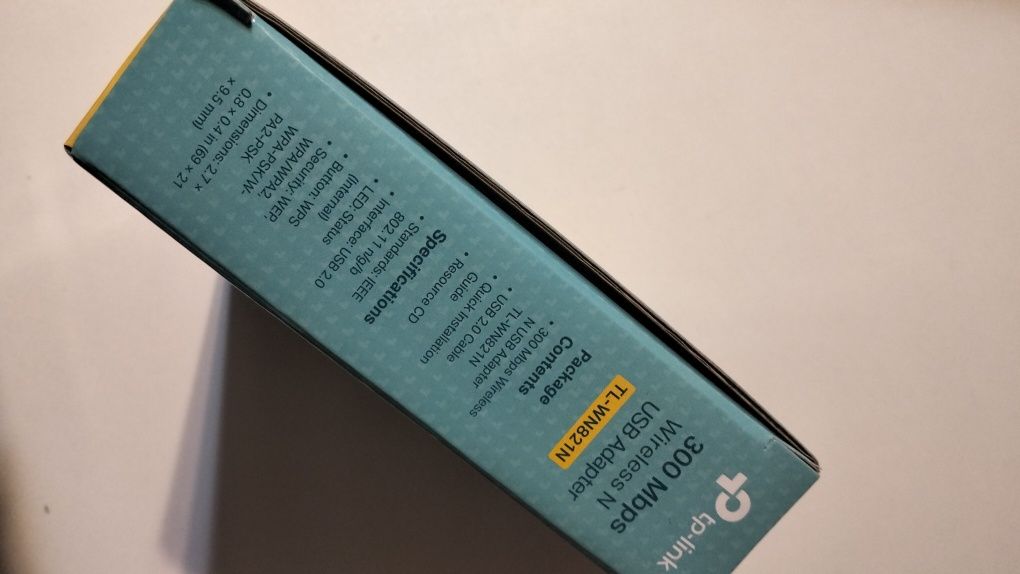 tp-link
300 Mbps
Wireless N
USB Adapter
TL-WN821N
Package
Contents
• 300 Mbps Wireless
N USB Adapter
TL-WN821N
• USB 2.0 Cable
• Quick Installation
Guide
• Resource CD
Specifications
• Standards: IEEE
802.11 n/g/b
• Interface: USB 2.0
• LED: Status
(Internal)
• Button: WPS
• Security: WEP,
WPA/WPA2,
WPA-PSK/W-
PA2-PSK
• Dimensions: 2.7 ×
0.8 × 0.4 in (69 × 21
× 9.5 mm)